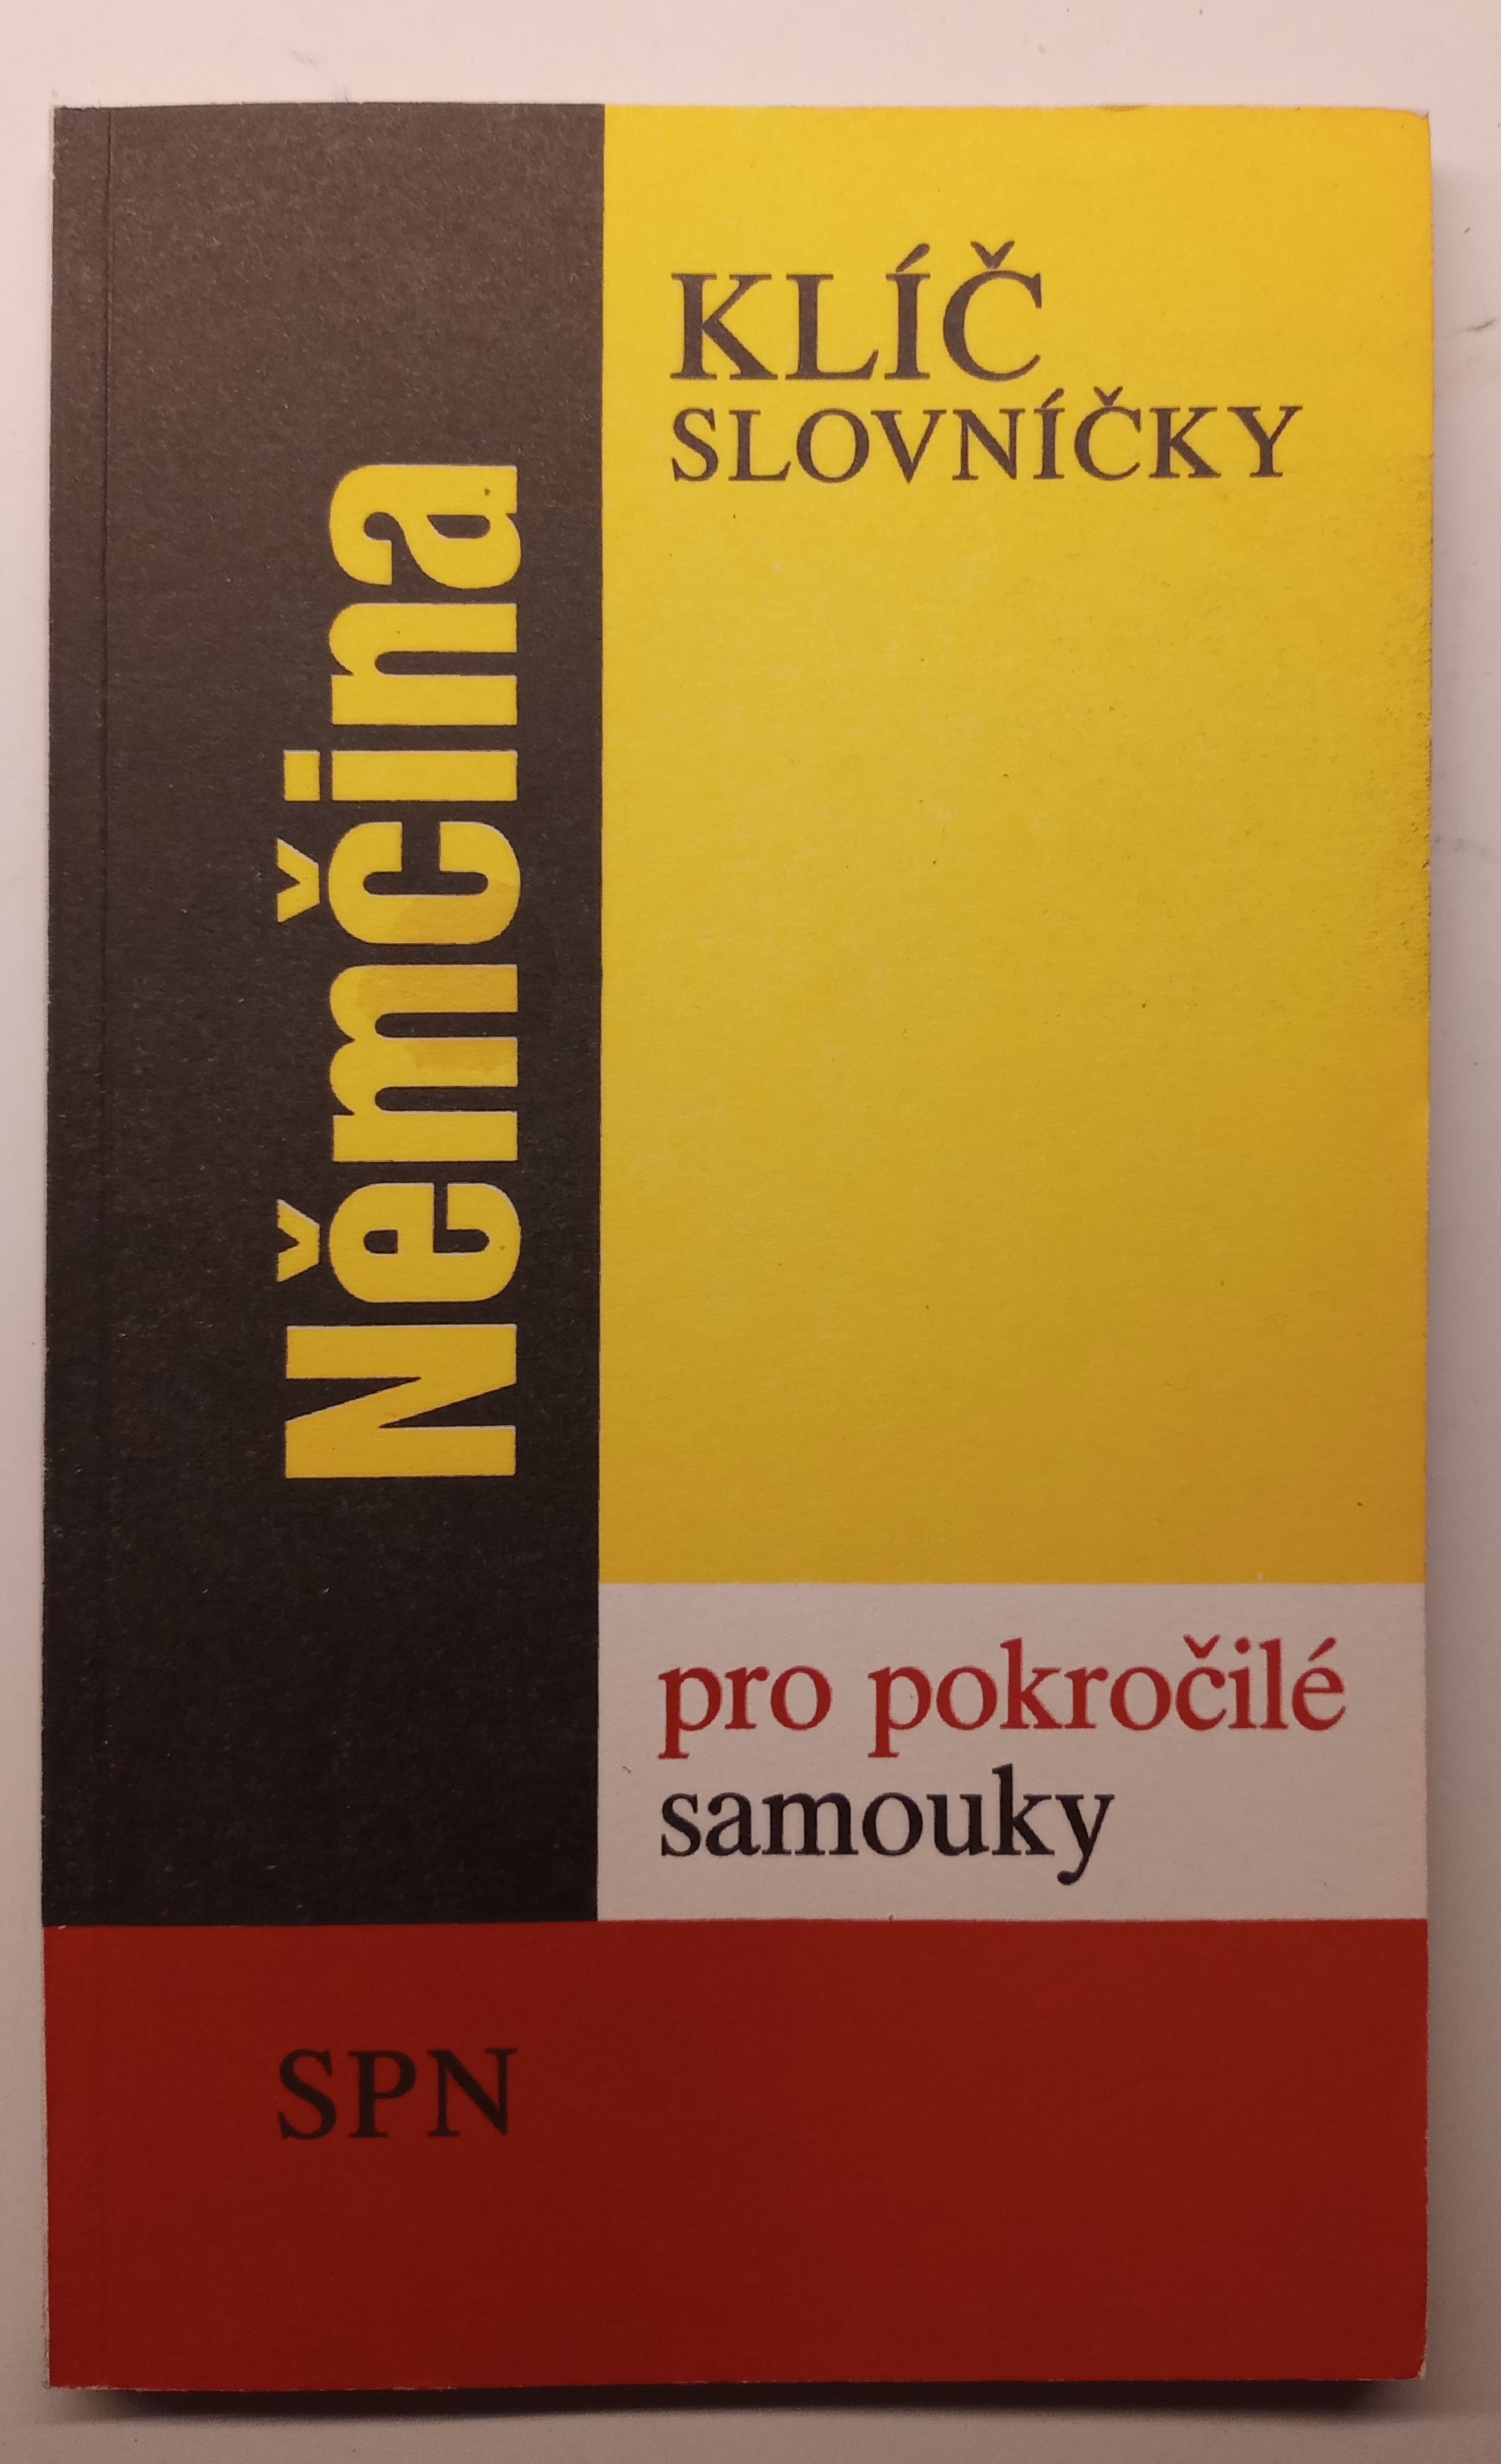 Němčina
KLÍČ
SLOVNÍČKY
pro pokročilé
samouky
SPN